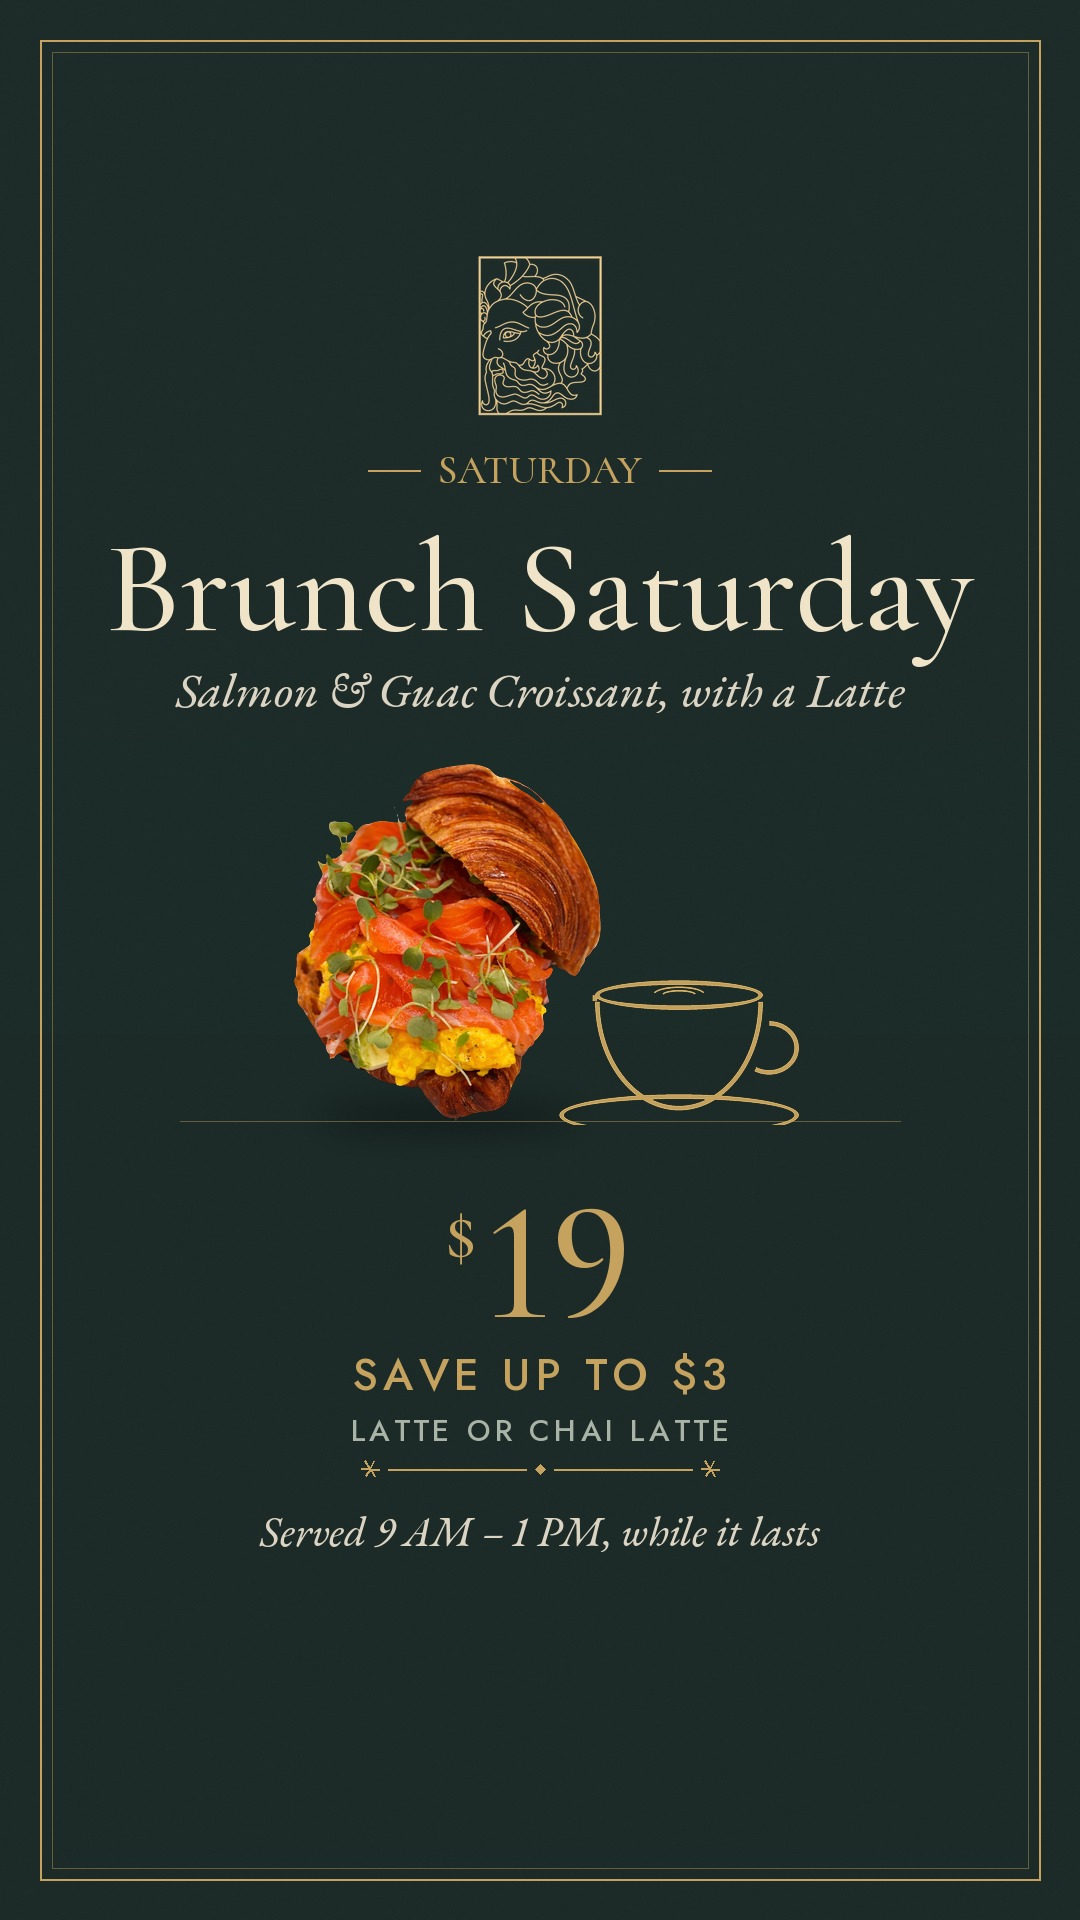 SATURDAY
Brunch Saturday
Salmon & Guac Croissant, with a Latte
$19
SAVE UP TO $3
LATTE OR CHAI LATTE
Served 9 AM – 1 PM, while it lasts